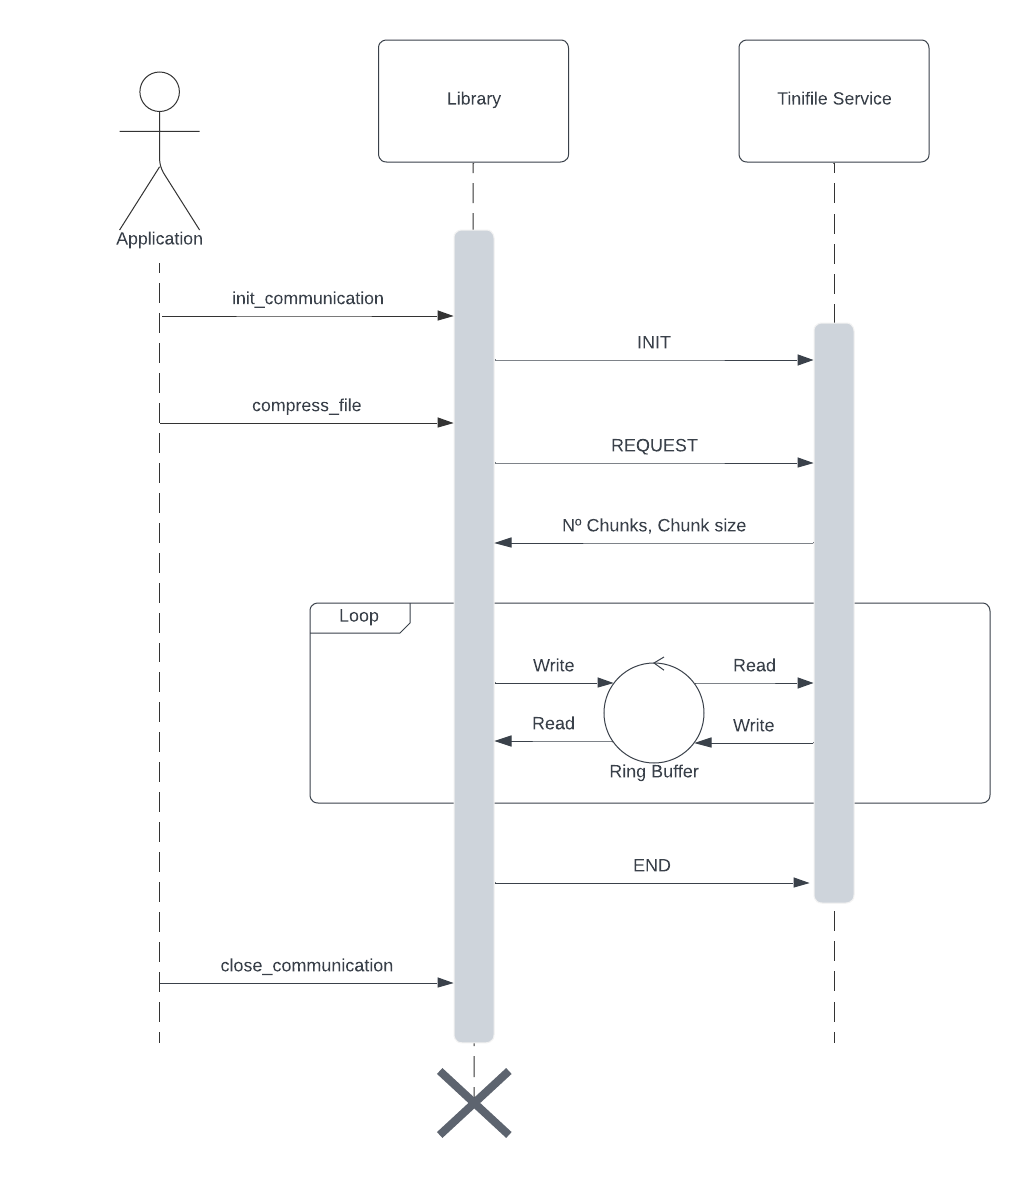 Library
Tinifile Service
Application
init_communication
INIT
compress_file
REQUEST
Nº Chunks, Chunk size
Loop
Write
Read
Read
Write
Ring Buffer
END
close_communication